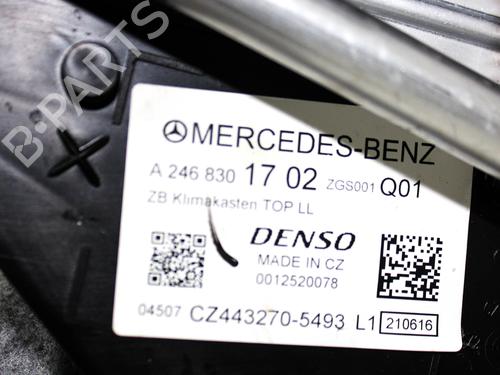 B-PARTS
MERCEDES-BENZ
A 246 830 17 02 ZGS001 Q01
ZB Klimakasten TOP LL
DENSO
MADE IN CZ
0012520078
04507 CZ443270-5493 L1 210616